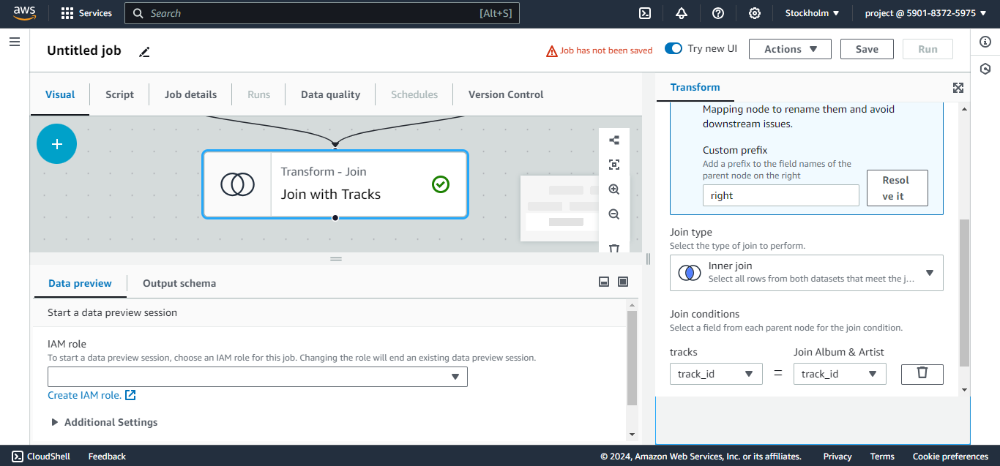 aws
Services
Search
[Alt+S]
Stockholm
project @ 5901-8372-5975
Untitled job
Job has not been saved
Try new UI
Actions
Save
Run
Visual
Script
Job details
Runs
Data quality
Schedules
Version Control
Transform - Join
Join with Tracks
Data preview
Output schema
Start a data preview session
IAM role
To start a data preview session, choose an IAM role for this job. Changing the role will end an existing data preview session.
Create IAM role.
Additional Settings
Transform
Mapping node to rename them and avoid
downstream issues.
Custom prefix
Add a prefix to the field names of the
parent node on the right
right
Resol
ve it
Join type
Select the type of join to perform.
Inner join
Select all rows from both datasets that meet the j...
Join conditions
Select a field from each parent node for the join condition.
tracks
Join Album & Artist
track_id
=
track_id
CloudShell
Feedback
© 2024, Amazon Web Services, Inc. or its affiliates.
Privacy
Terms
Cookie preferences